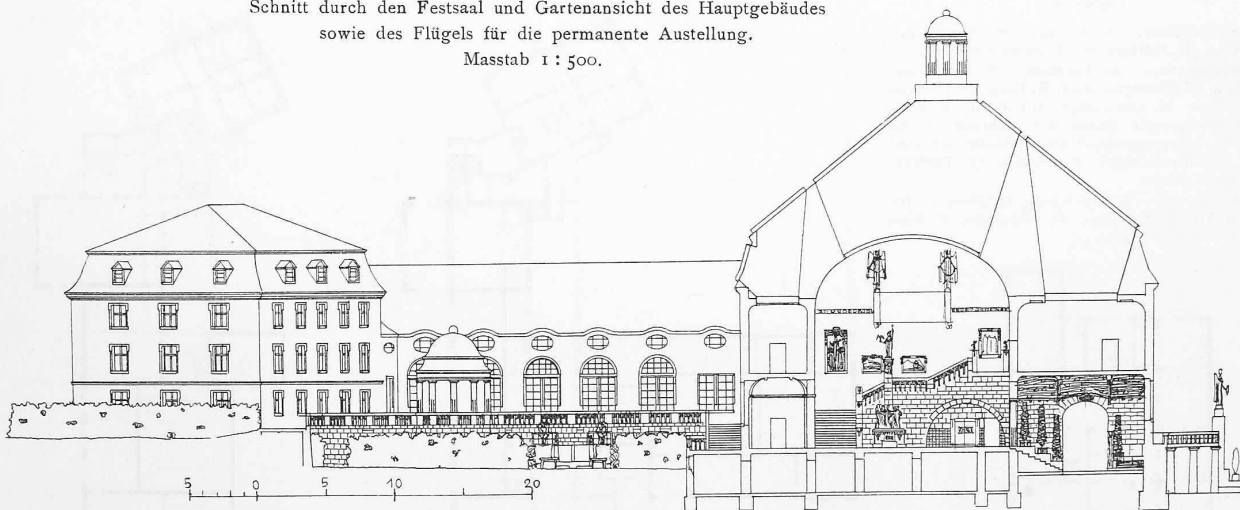 Schnitt durch den Festsaal und Gartenansicht des Hauptgebäudes
sowie des Flügels für die permanente Austellung.
Masstab 1 : 500.
5 0 5 10 20